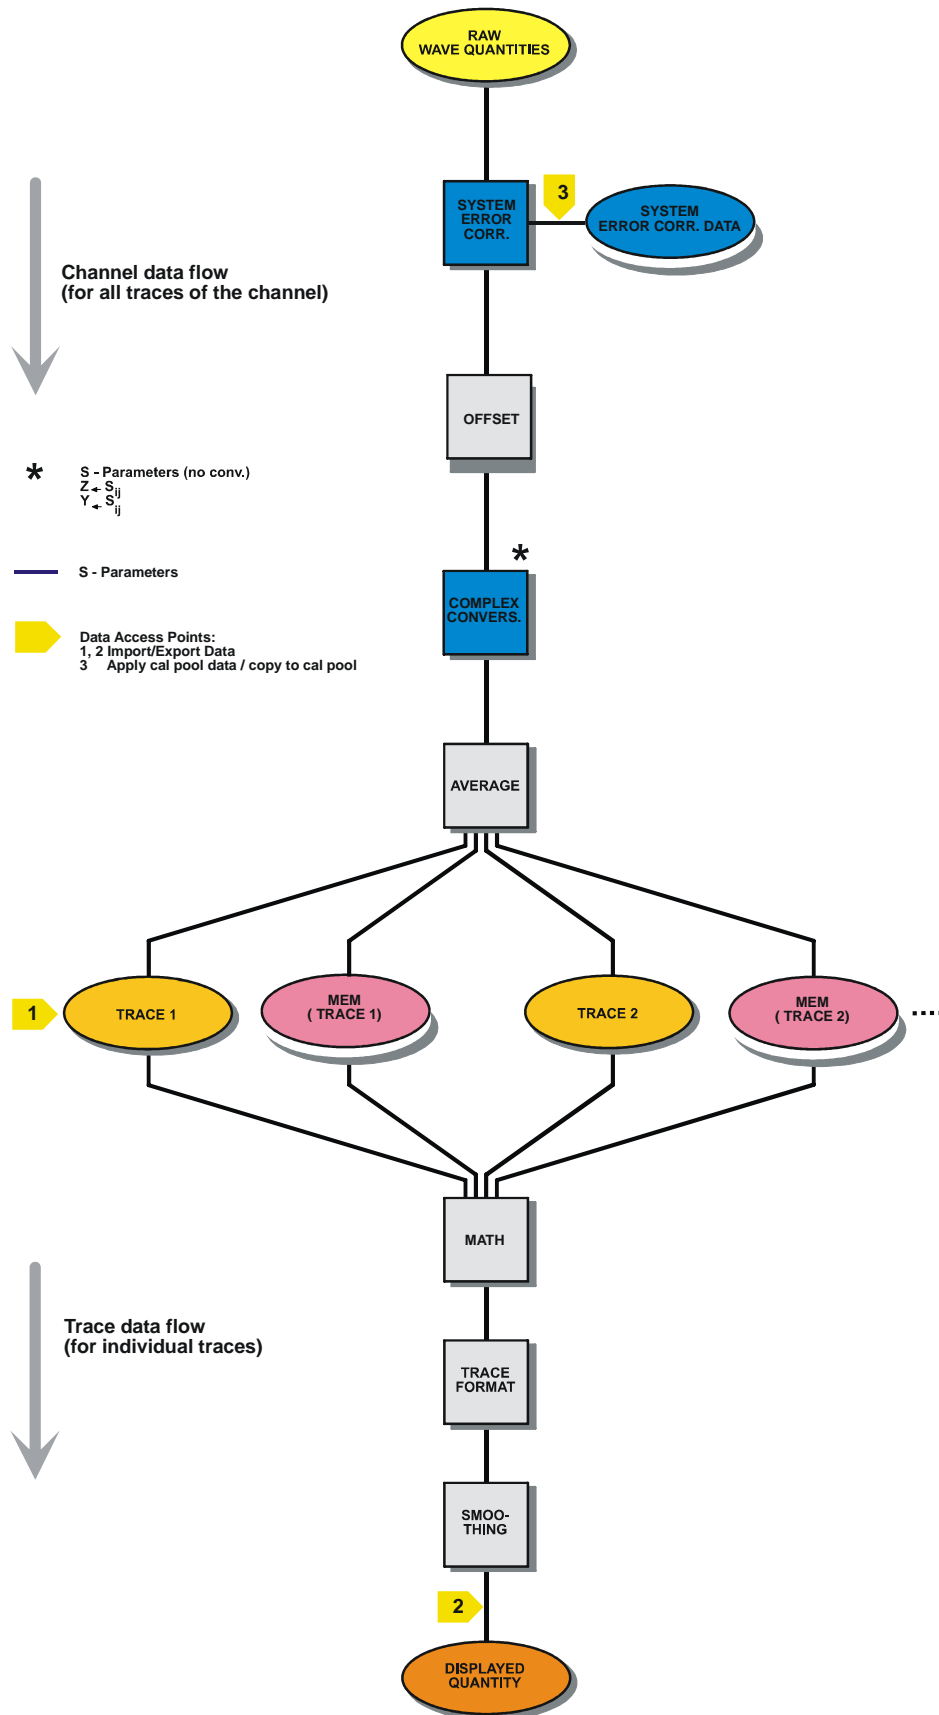 RAW
WAVE QUANTITIES
3
SYSTEM
ERROR
CORR.
SYSTEM
ERROR CORR. DATA
Channel data flow
(for all traces of the channel)
OFFSET
* S - Parameters (no conv.)
Z ← Sij
Y ← Sij
*
S - Parameters
COMPLEX
CONVERS.
Data Access Points:
1, 2 Import/Export Data
3 Apply cal pool data / copy to cal pool
AVERAGE
1
TRACE 1
MEM
( TRACE 1)
TRACE 2
MEM
( TRACE 2)
MATH
Trace data flow
(for individual traces)
TRACE
FORMAT
SMOO-
THING
2
DISPLAYED
QUANTITY